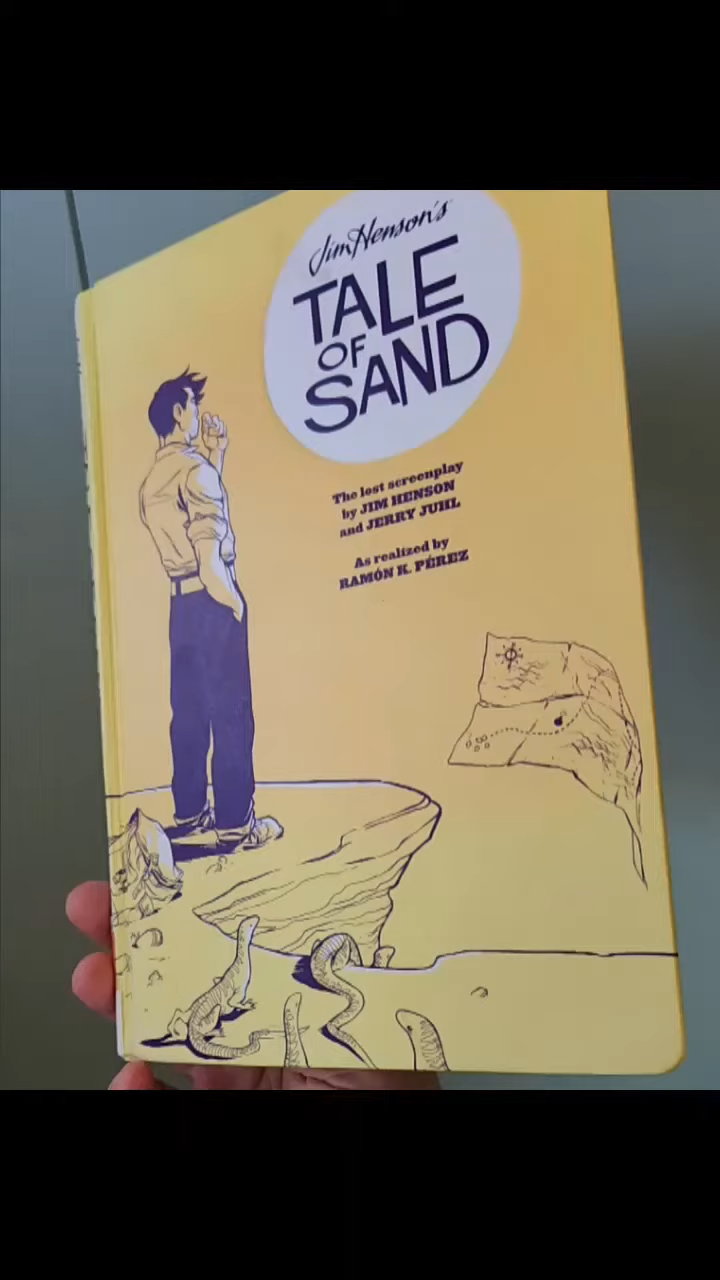 Jim Henson's
TALE
OF
SAND
The lost screenplay
by JIM HENSON
and JERRY JUHL
As realized by
RAMÓN K. PÉREZ